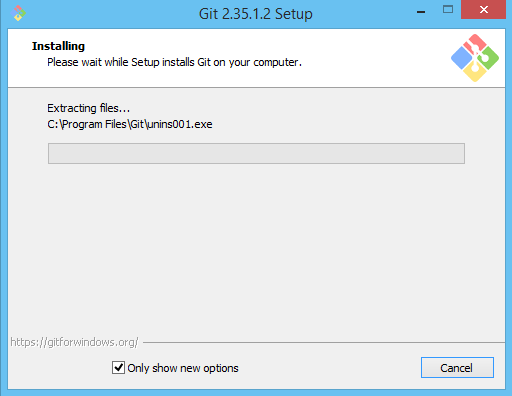 Git 2.35.1.2 Setup
Installing
Please wait while Setup installs Git on your computer.
Extracting files...
C:\Program Files\Git\unins001.exe
https://gitforwindows.org/
Only show new options
Cancel